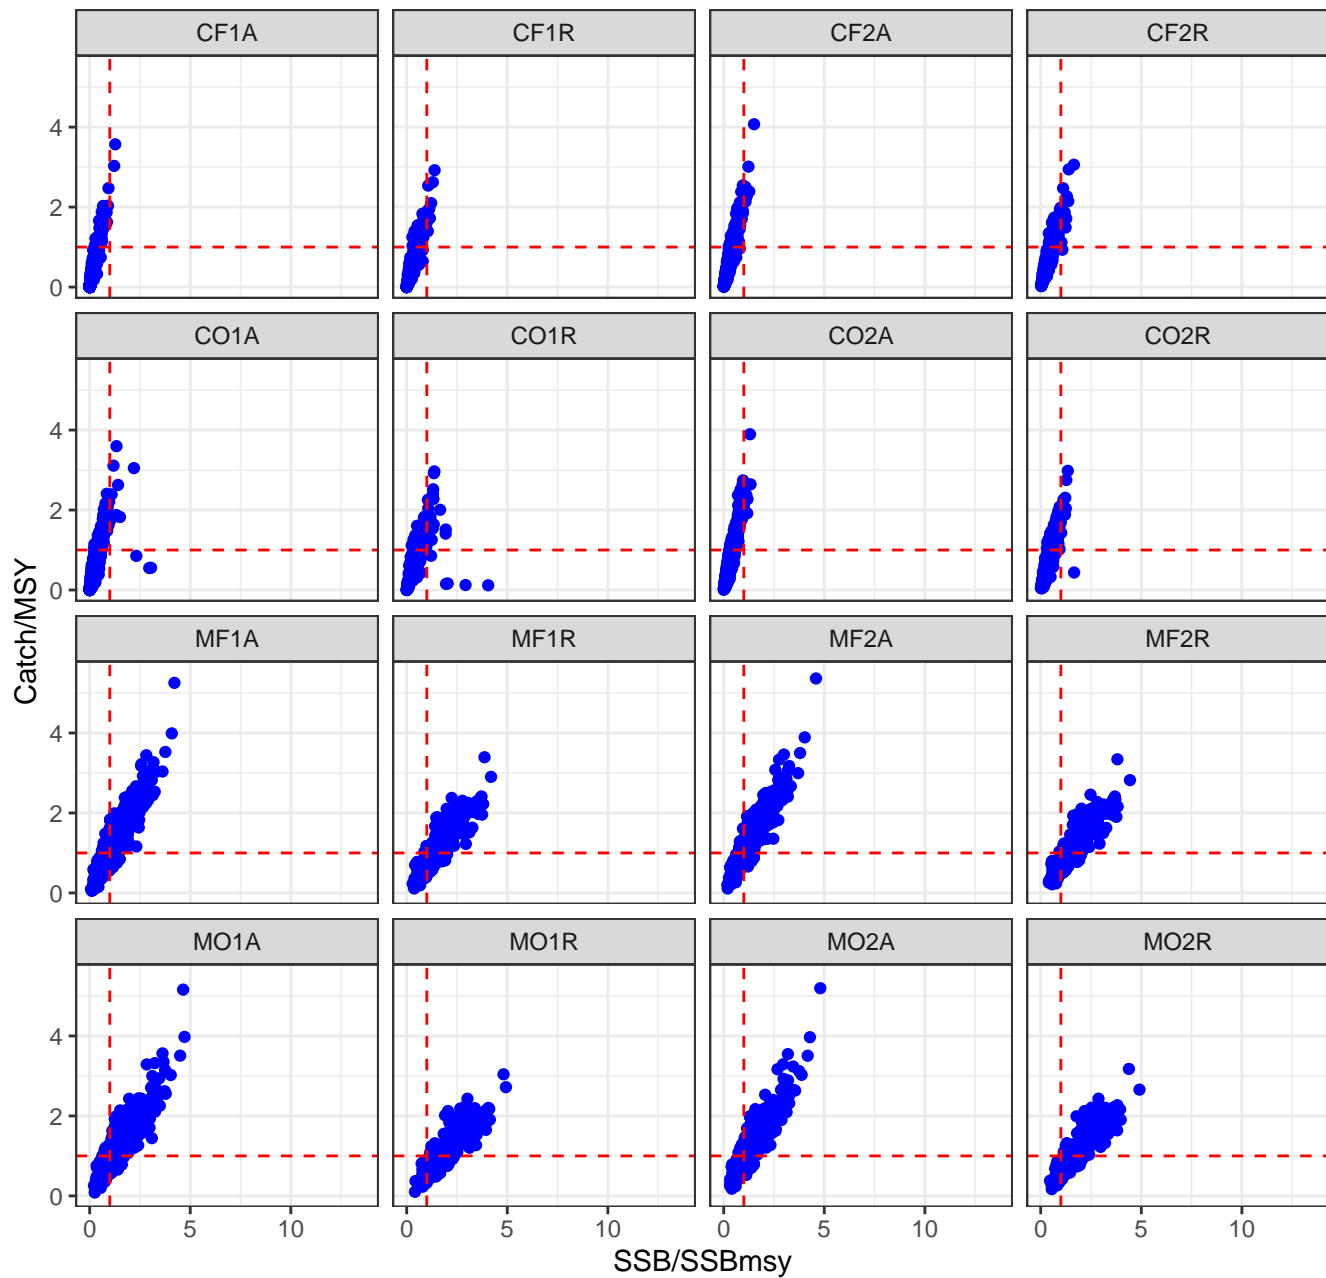 CF1A CF1R CF2A CF2R
4
2
0
CO1A CO1R CO2A CO2R
4
2
0
MF1A MF1R MF2A MF2R
4
2
0
MO1A MO1R MO2A MO2R
4
2
0
0 5 10 0 5 10 0 5 10 0 5 10
Catch/MSY
SSB/SSBmsy